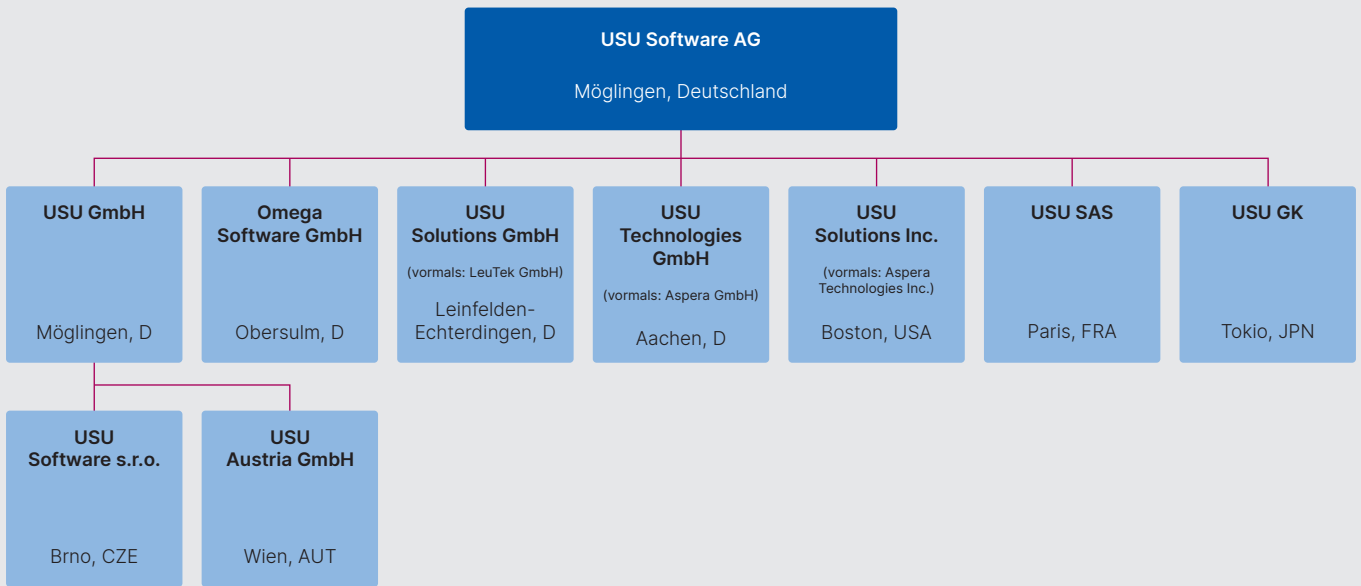 USU Software AG
Möglingen, Deutschland
USU GmbH
Möglingen, D
Omega
Software GmbH
Obersulm, D
USU
Solutions GmbH
(vormals: LeuTek GmbH)
Leinfelden-
Echterdingen, D
USU
Technologies
GmbH
(vormals: Aspera GmbH)
Aachen, D
USU
Solutions Inc.
(vormals: Aspera
Technologies Inc.)
Boston, USA
USU SAS
Paris, FRA
USU GK
Tokio, JPN
USU
Software s.r.o.
Brno, CZE
USU
Austria GmbH
Wien, AUT